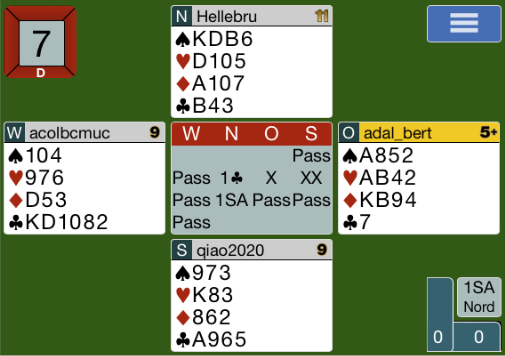 7
D
N Hellebru 11
♠KDB6
♥D105
♦A107
♣B43
W acolbcmuc 9
♠104
♥976
♦D53
♣KD1082
W N O S
Pass
Pass 1♣ X XX
Pass 1SA Pass Pass
Pass
O adal_bert 5+
♠A852
♥AB42
♦KB94
♣7
S qiao2020 9
♠973
♥K83
♦862
♣A965
1SA
Nord
0 0